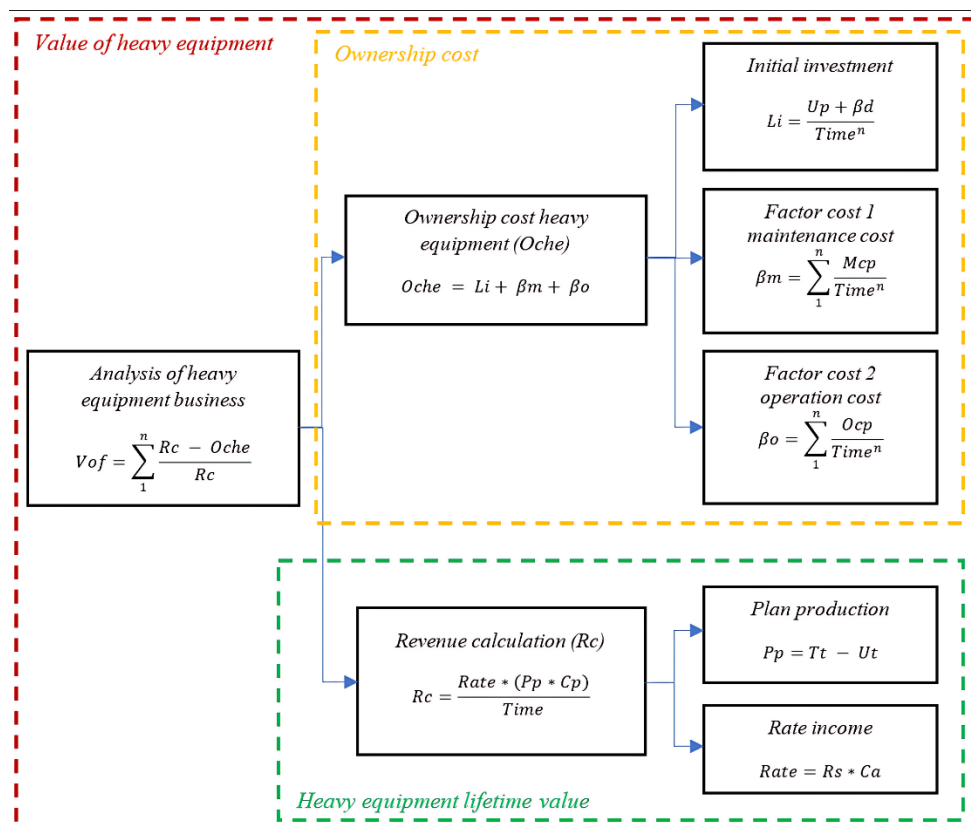 Value of heavy equipment
Ownership cost
Initial investment
Li = (Up + βd) / Time^n
Ownership cost heavy
equipment (Oche)
Oche = Li + βm + βo
Factor cost 1
maintenance cost
βm = ∑_1^n Mcp / Time^n
Factor cost 2
operation cost
βo = ∑_1^n Ocp / Time^n
Analysis of heavy
equipment business
Vof = ∑_1^n (Rc − Oche) / Rc
Revenue calculation (Rc)
Rc = Rate * (Pp * Cp) / Time
Plan production
Pp = Tt − Ut
Rate income
Rate = Rs * Ca
Heavy equipment lifetime value